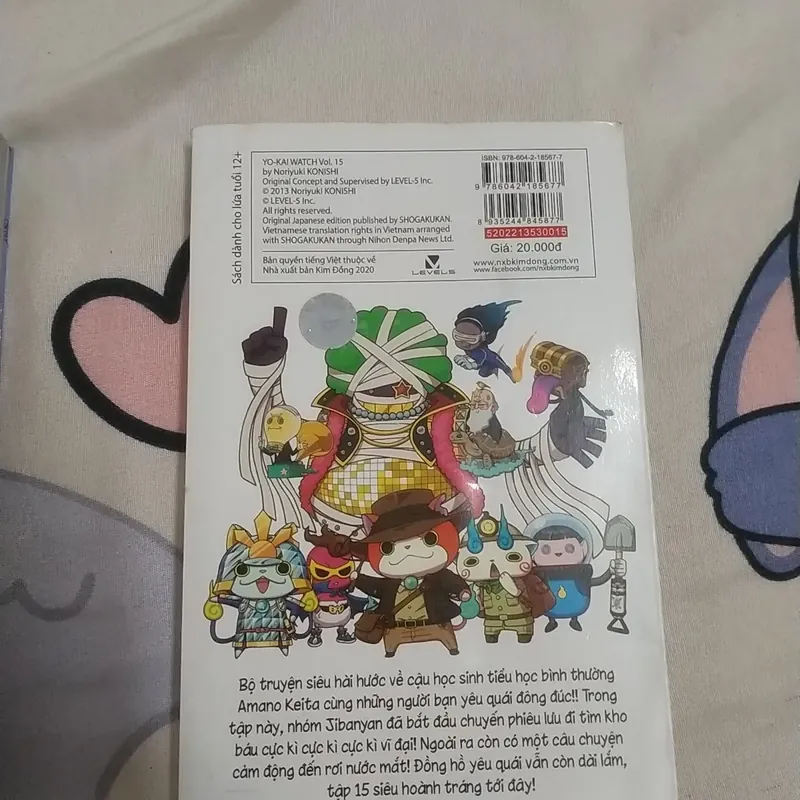 Sách dành cho lứa tuổi 12+
YO-KAI WATCH Vol. 15
by Noriyuki KONISHI
Original Concept and Supervised by LEVEL-5 Inc.
© 2013 Noriyuki KONISHI
© LEVEL-5 Inc.
All rights reserved.
Original Japanese edition published by SHOGAKUKAN.
Vietnamese translation rights in Vietnam arranged
with SHOGAKUKAN through Nihon Denpa News Ltd.
Bản quyền tiếng Việt thuộc về
Nhà xuất bản Kim Đồng 2020
LEVEL5
ISBN: 978-604-2-18567-7
9 786042 185677
8 935244 845877
5202213530015
Giá: 20.000đ
www.nxbkimdong.com.vn
www.facebook.com/nxbkimdong
Bộ truyện siêu hài hước về cậu học sinh tiểu học bình thường
Amano Keita cùng những người bạn yêu quái đông đúc!! Trong
tập này, nhóm Jibanyan đã bắt đầu chuyến phiêu lưu đi tìm kho
báu cực kì cực kì cực kì vĩ đại! Ngoài ra còn có một câu chuyện
cảm động đến rơi nước mắt! Đồng hồ yêu quái vẫn còn dài lắm,
tập 15 siêu hoành tráng tới đây!